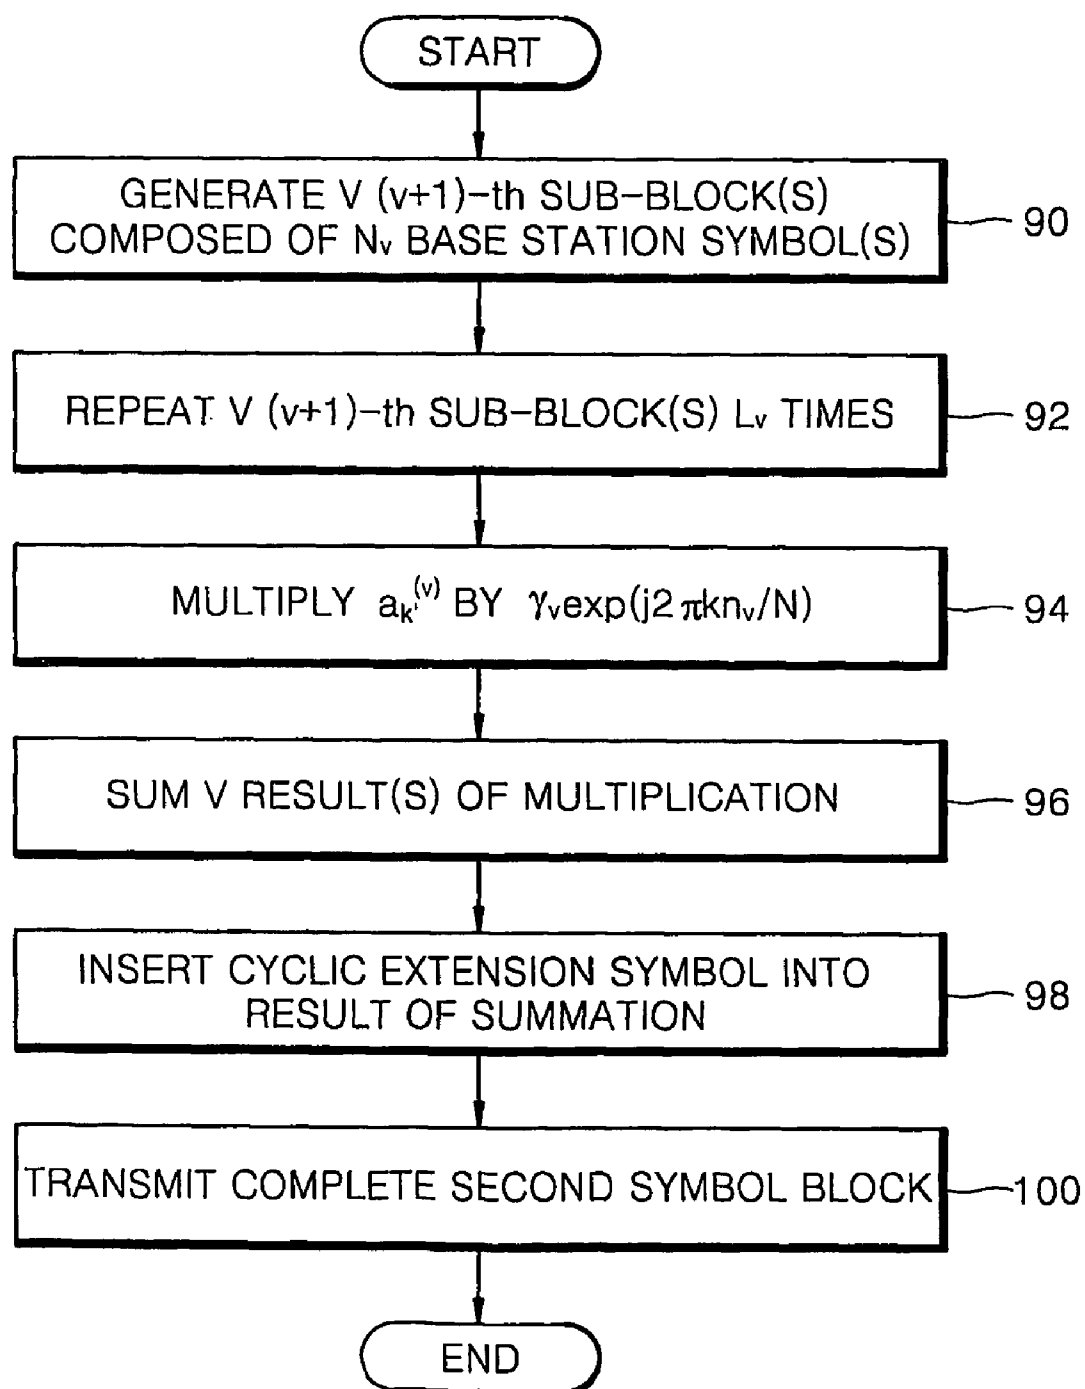 START
GENERATE V (v+1)-th SUB-BLOCK(S)
COMPOSED OF Nv BASE STATION SYMBOL(S)
90
REPEAT V (v+1)-th SUB-BLOCK(S) Lv TIMES
92
MULTIPLY ak'(v) BY γvexp(j2πknv/N)
94
SUM V RESULT(S) OF MULTIPLICATION
96
INSERT CYCLIC EXTENSION SYMBOL INTO
RESULT OF SUMMATION
98
TRANSMIT COMPLETE SECOND SYMBOL BLOCK
100
END